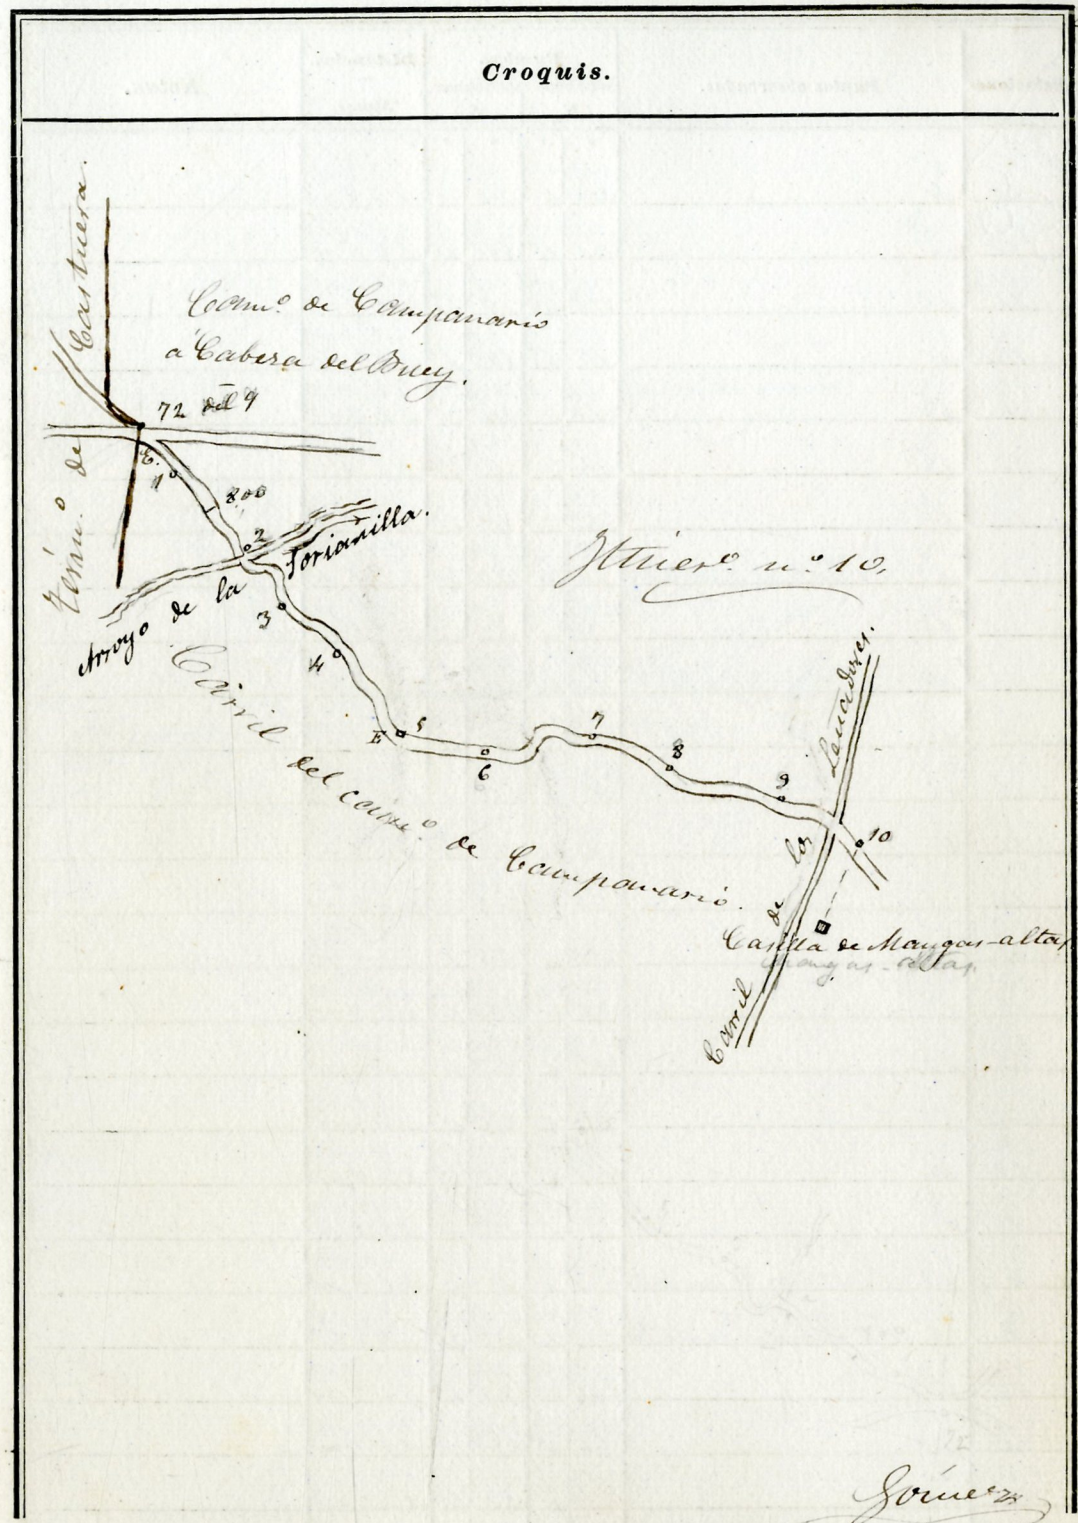 Croquis.
Térmº. de Castuera.
Camº. de Campanario
a Cabeza del Buey.
72 del 9
E.
1
800
2
Arroyo de la Sorianilla.
3
4
Itinerº. nº 10.
E
5
6
7
8
9
10
Carril del camº. de Campanario.
Carril de los Leñadores.
Casilla de Mangas-altas
Mangas-altas.
Gómez